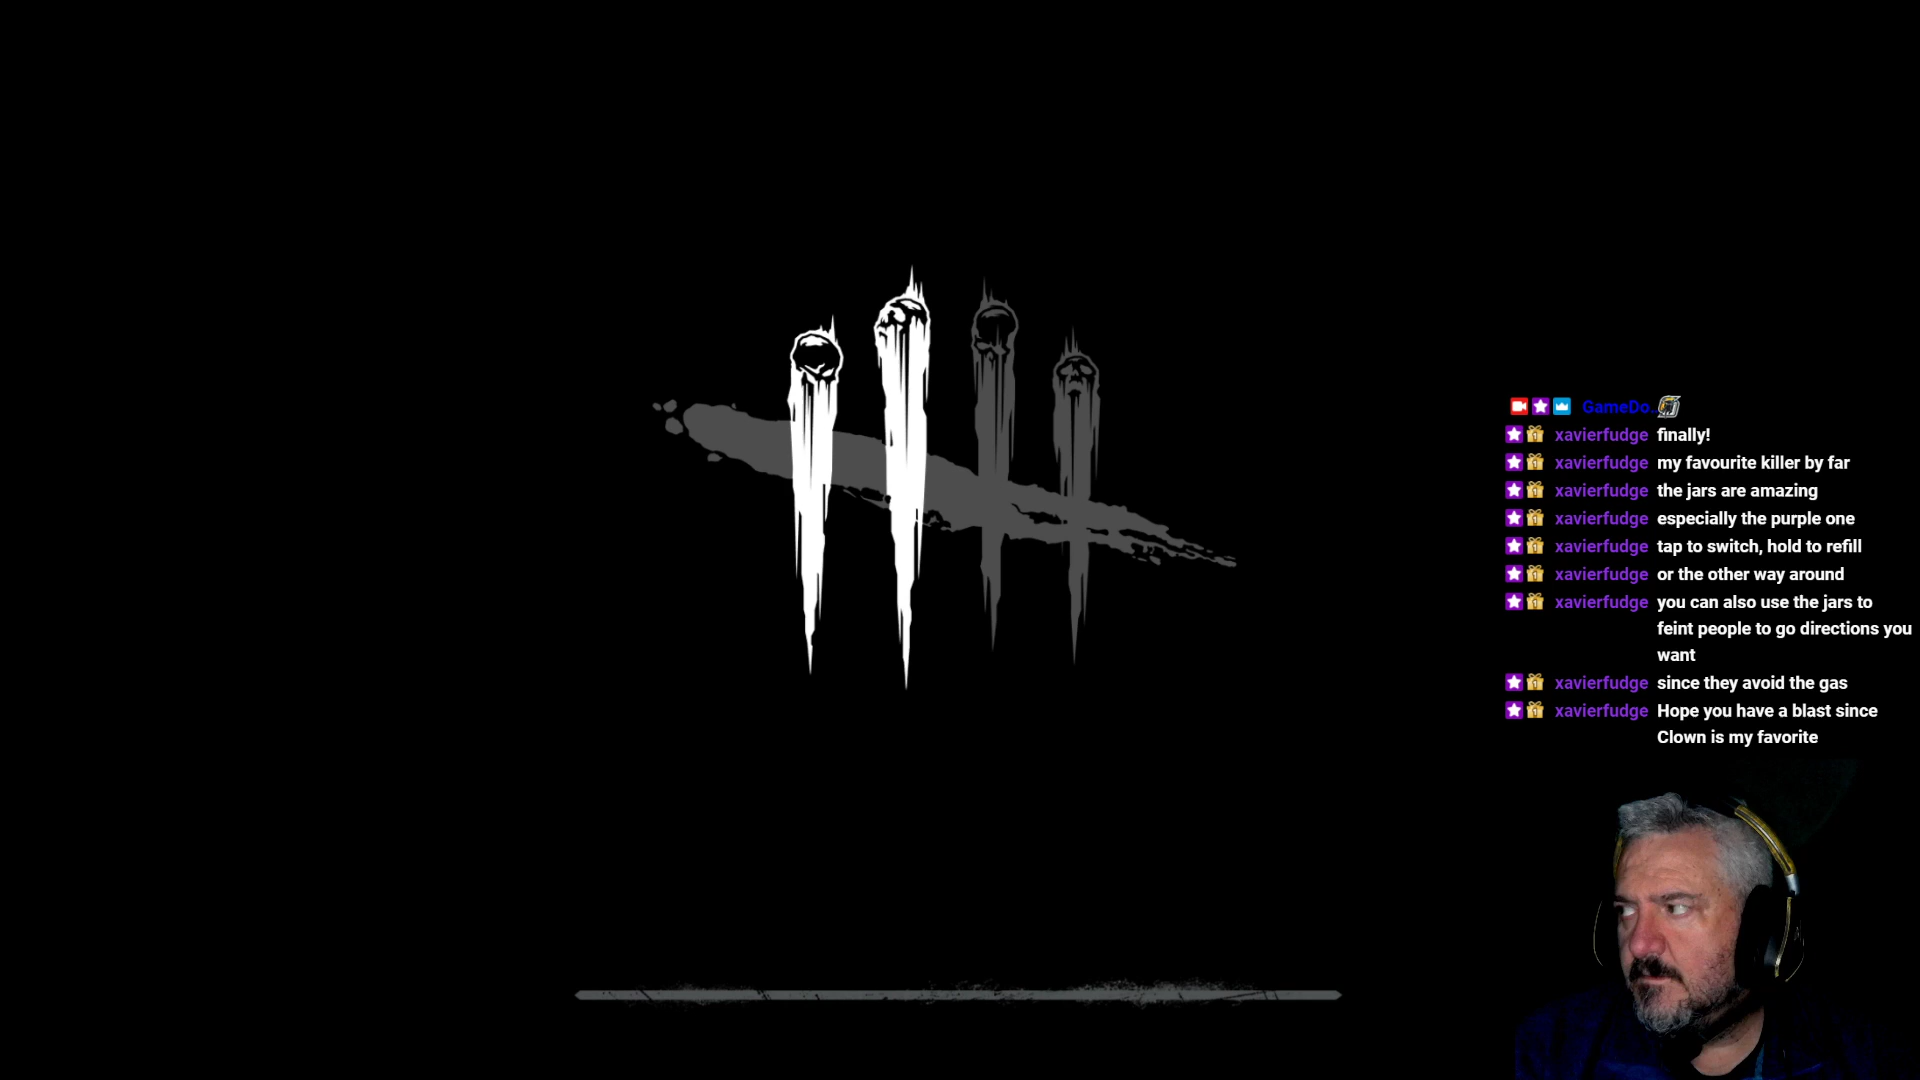 GameDo..
xavierfudge finally!
xavierfudge my favourite killer by far
xavierfudge the jars are amazing
xavierfudge especially the purple one
xavierfudge tap to switch, hold to refill
xavierfudge or the other way around
xavierfudge you can also use the jars to
feint people to go directions you
want
xavierfudge since they avoid the gas
xavierfudge Hope you have a blast since
Clown is my favorite